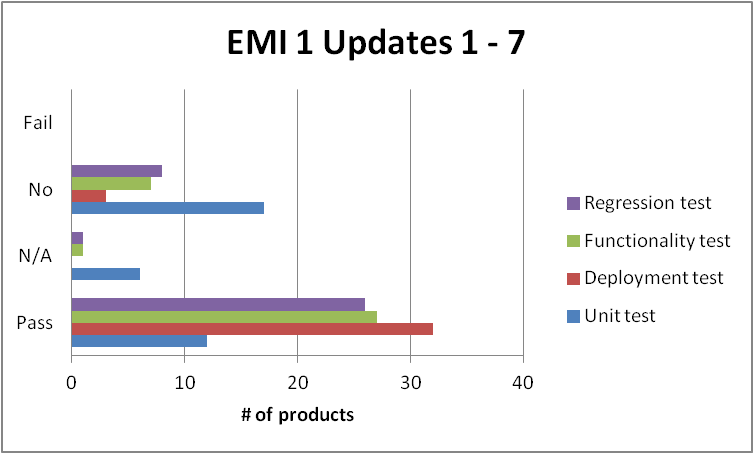 EMI 1 Updates 1 - 7
Fail
No
N/A
Pass
0 10 20 30 40
# of products
Regression test
Functionality test
Deployment test
Unit test